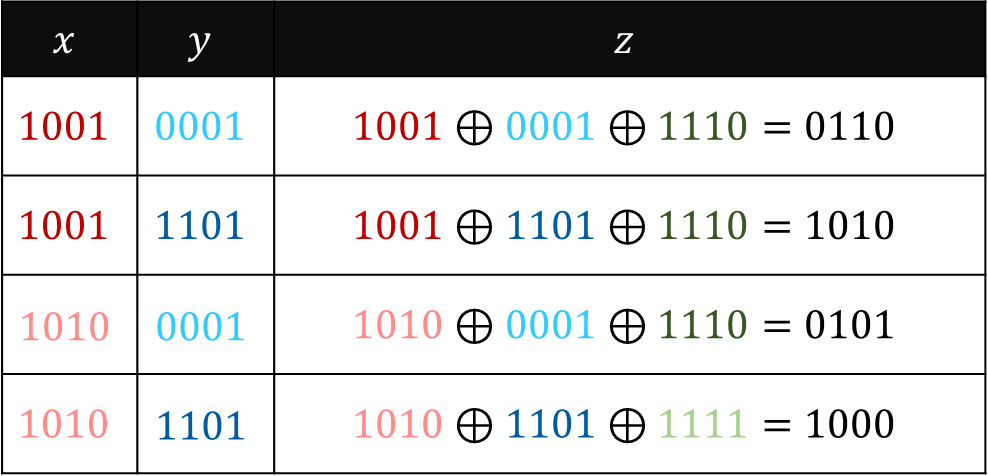 x y z
1001 0001 1001 ⊕ 0001 ⊕ 1110 = 0110
1001 1101 1001 ⊕ 1101 ⊕ 1110 = 1010
1010 0001 1010 ⊕ 0001 ⊕ 1110 = 0101
1010 1101 1010 ⊕ 1101 ⊕ 1111 = 1000